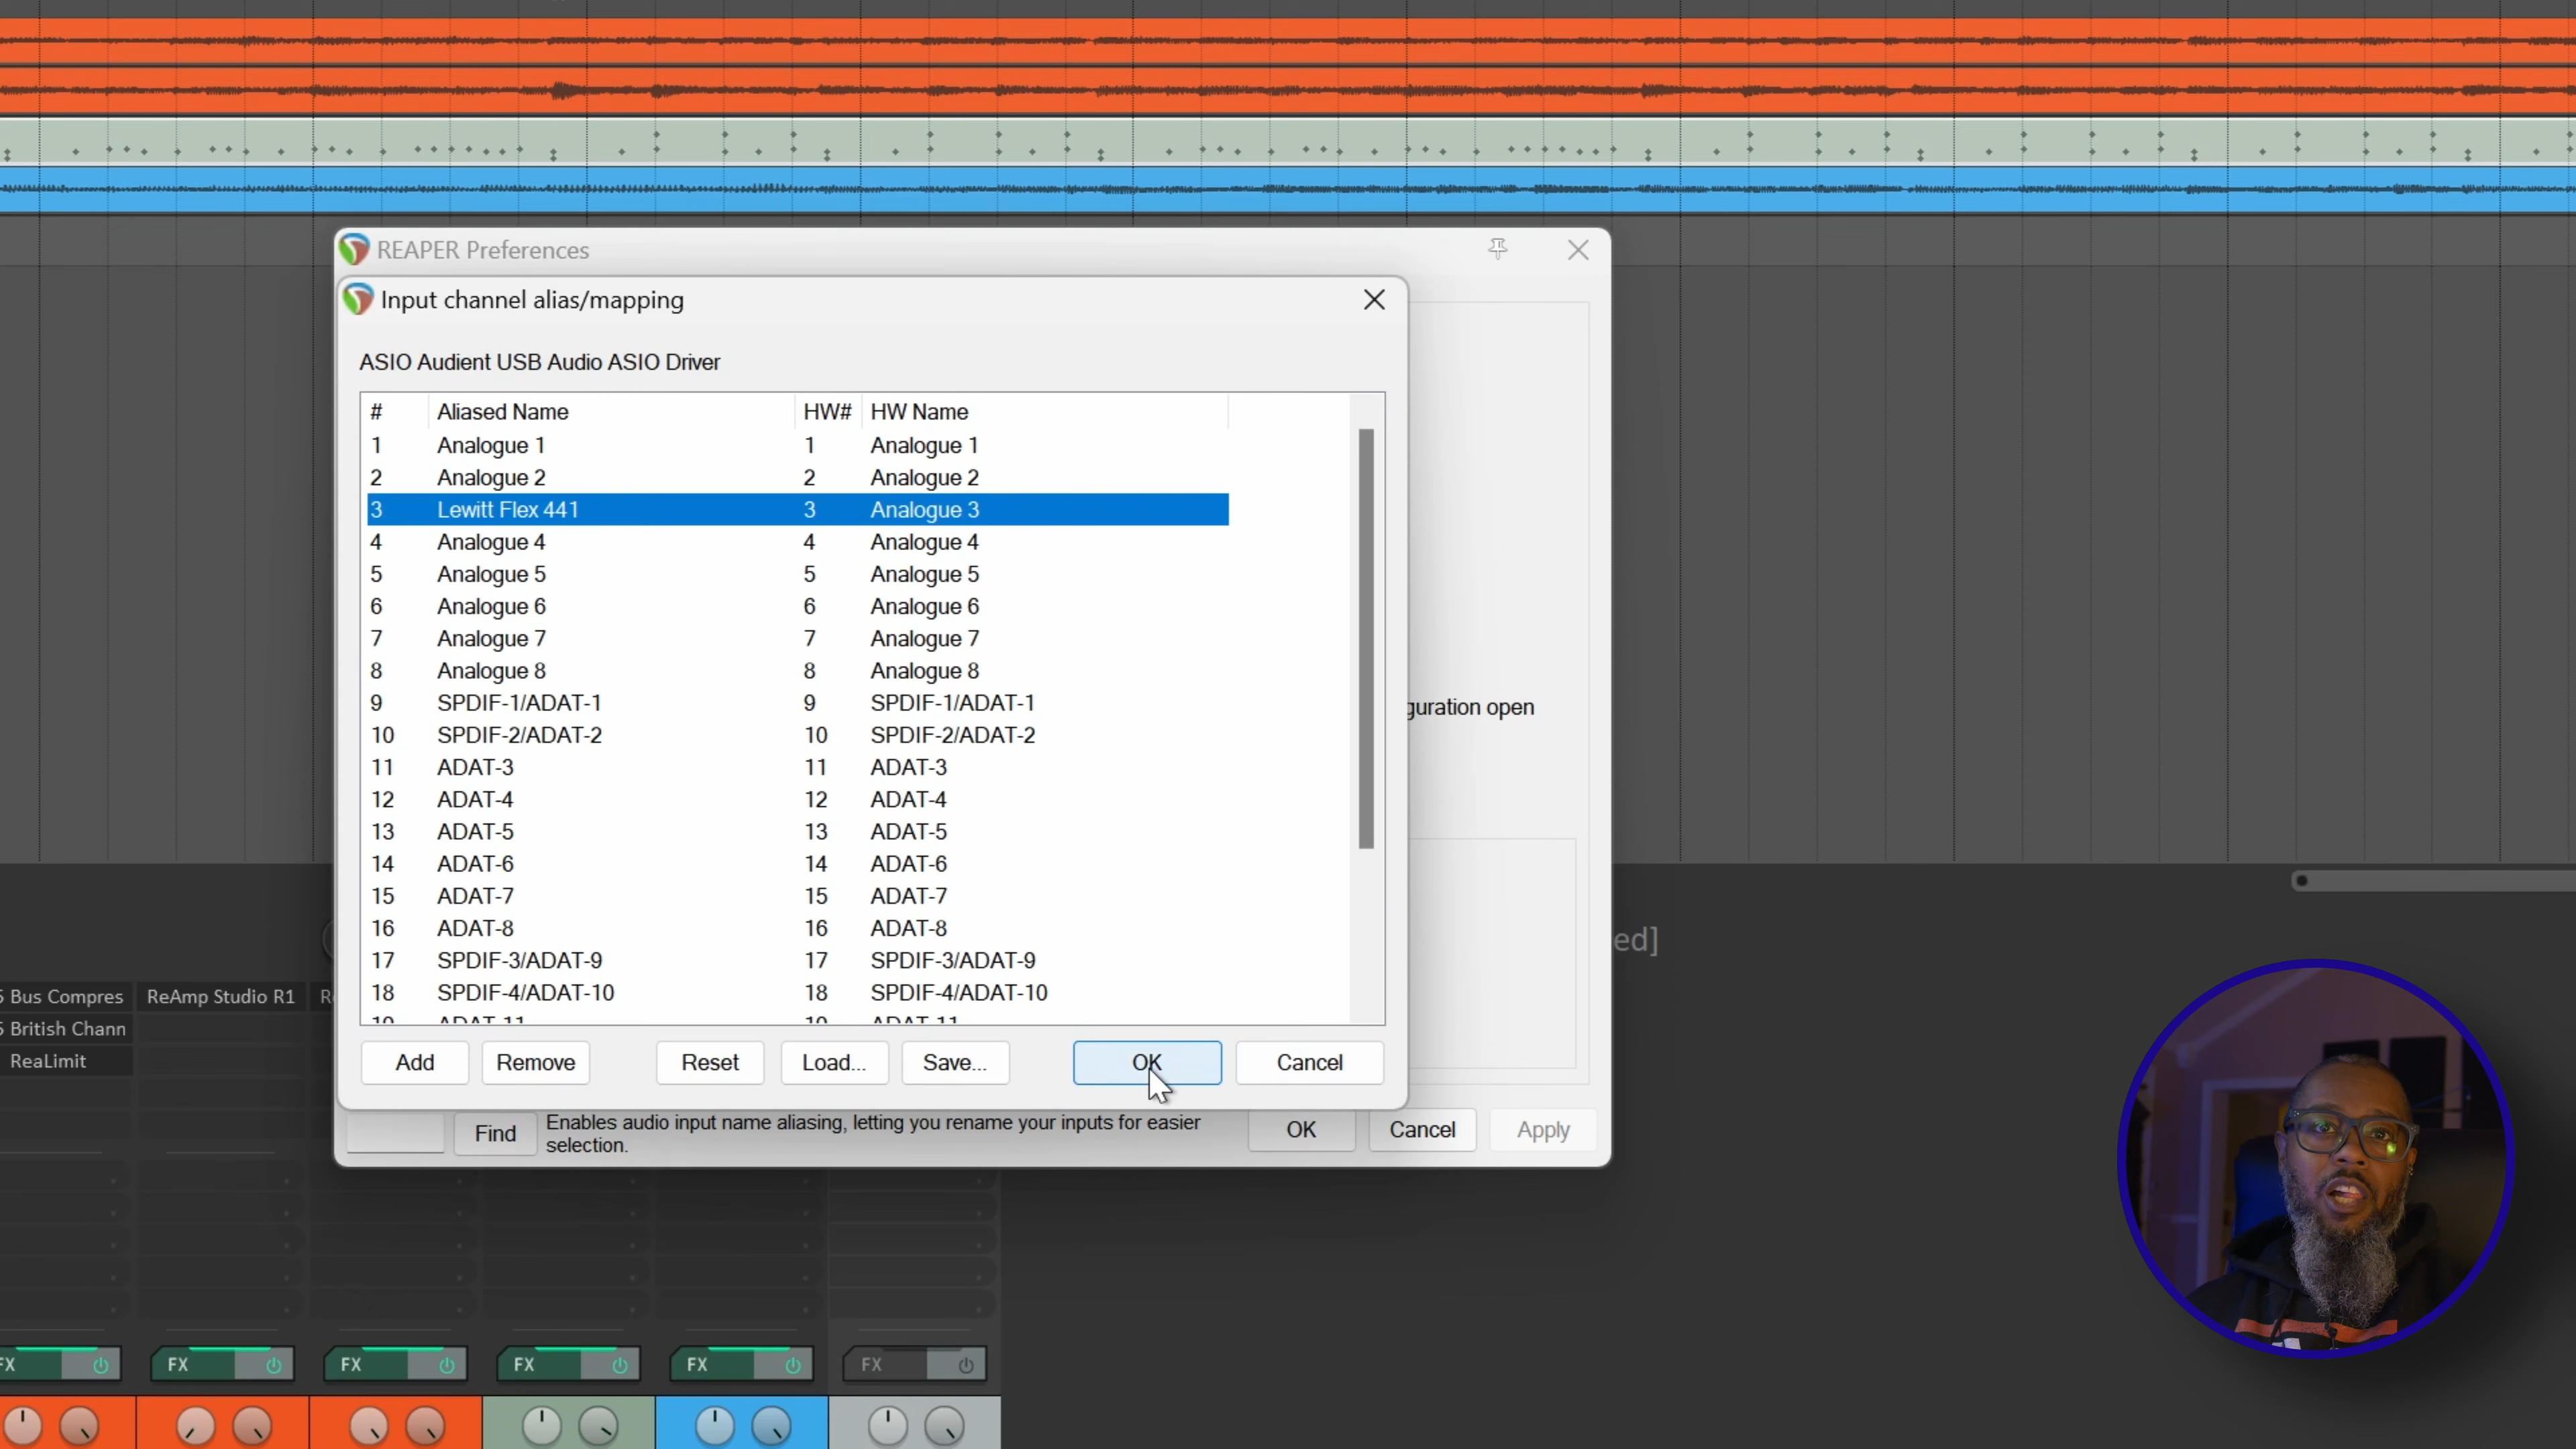 REAPER Preferences
Input channel alias/mapping
ASIO Audient USB Audio ASIO Driver
# Aliased Name HW# HW Name
1 Analogue 1 1 Analogue 1
2 Analogue 2 2 Analogue 2
3 Lewitt Flex 441 3 Analogue 3
4 Analogue 4 4 Analogue 4
5 Analogue 5 5 Analogue 5
6 Analogue 6 6 Analogue 6
7 Analogue 7 7 Analogue 7
8 Analogue 8 8 Analogue 8
9 SPDIF-1/ADAT-1 9 SPDIF-1/ADAT-1
10 SPDIF-2/ADAT-2 10 SPDIF-2/ADAT-2
11 ADAT-3 11 ADAT-3
12 ADAT-4 12 ADAT-4
13 ADAT-5 13 ADAT-5
14 ADAT-6 14 ADAT-6
15 ADAT-7 15 ADAT-7
16 ADAT-8 16 ADAT-8
17 SPDIF-3/ADAT-9 17 SPDIF-3/ADAT-9
18 SPDIF-4/ADAT-10 18 SPDIF-4/ADAT-10
guration open
ed]
Add Remove Reset Load... Save... OK Cancel
Find
Enables audio input name aliasing, letting you rename your inputs for easier
selection.
OK Cancel Apply
Bus Compres ReAmp Studio R1
British Chann
ReaLimit
FX FX FX FX FX FX